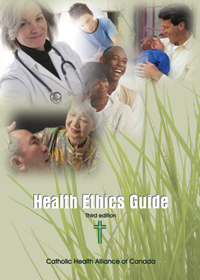 Health Ethics Guide
Third edition
Catholic Health Alliance of Canada